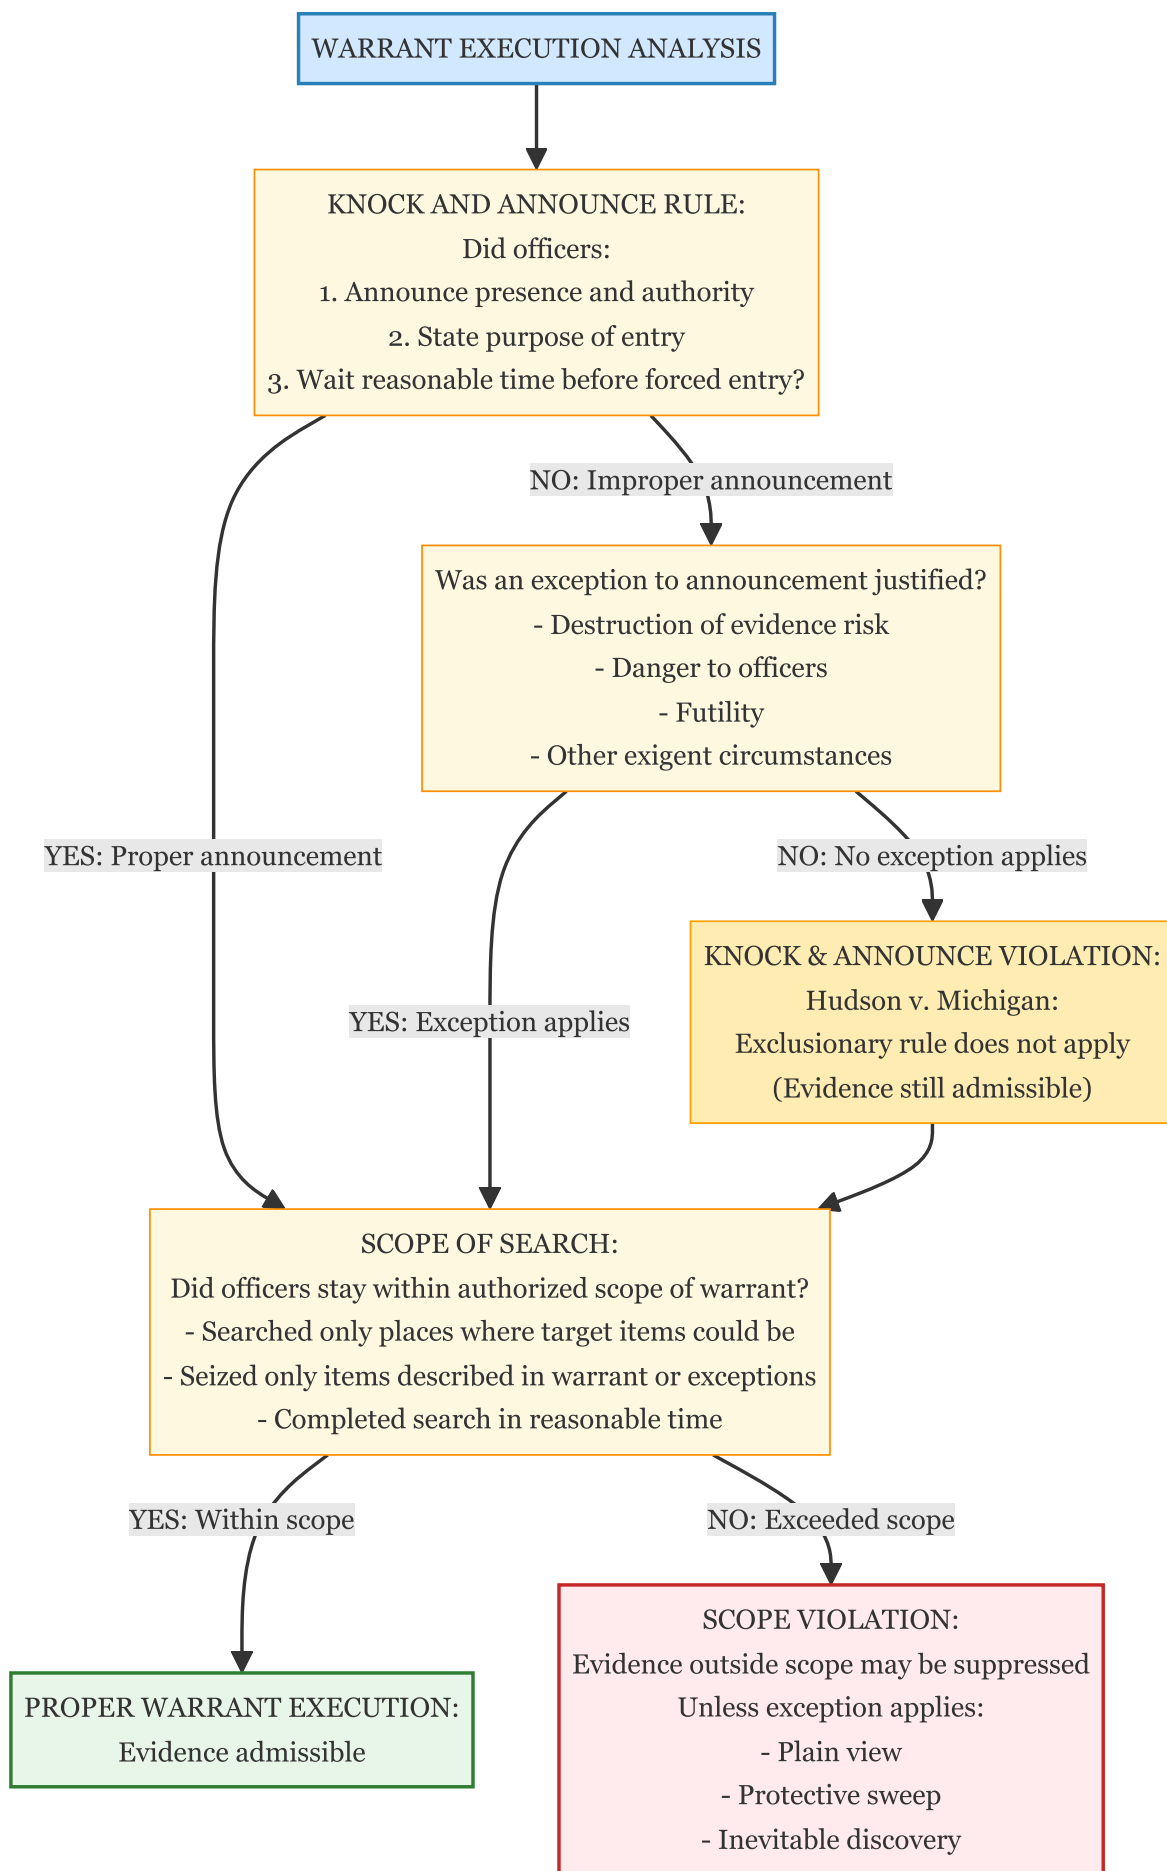 WARRANT EXECUTION ANALYSIS
KNOCK AND ANNOUNCE RULE:
Did officers:
1. Announce presence and authority
2. State purpose of entry
3. Wait reasonable time before forced entry?
NO: Improper announcement
Was an exception to announcement justified?
- Destruction of evidence risk
- Danger to officers
- Futility
- Other exigent circumstances
YES: Proper announcement
NO: No exception applies
KNOCK & ANNOUNCE VIOLATION:
Hudson v. Michigan:
Exclusionary rule does not apply
(Evidence still admissible)
YES: Exception applies
SCOPE OF SEARCH:
Did officers stay within authorized scope of warrant?
- Searched only places where target items could be
- Seized only items described in warrant or exceptions
- Completed search in reasonable time
YES: Within scope
NO: Exceeded scope
PROPER WARRANT EXECUTION:
Evidence admissible
SCOPE VIOLATION:
Evidence outside scope may be suppressed
Unless exception applies:
- Plain view
- Protective sweep
- Inevitable discovery